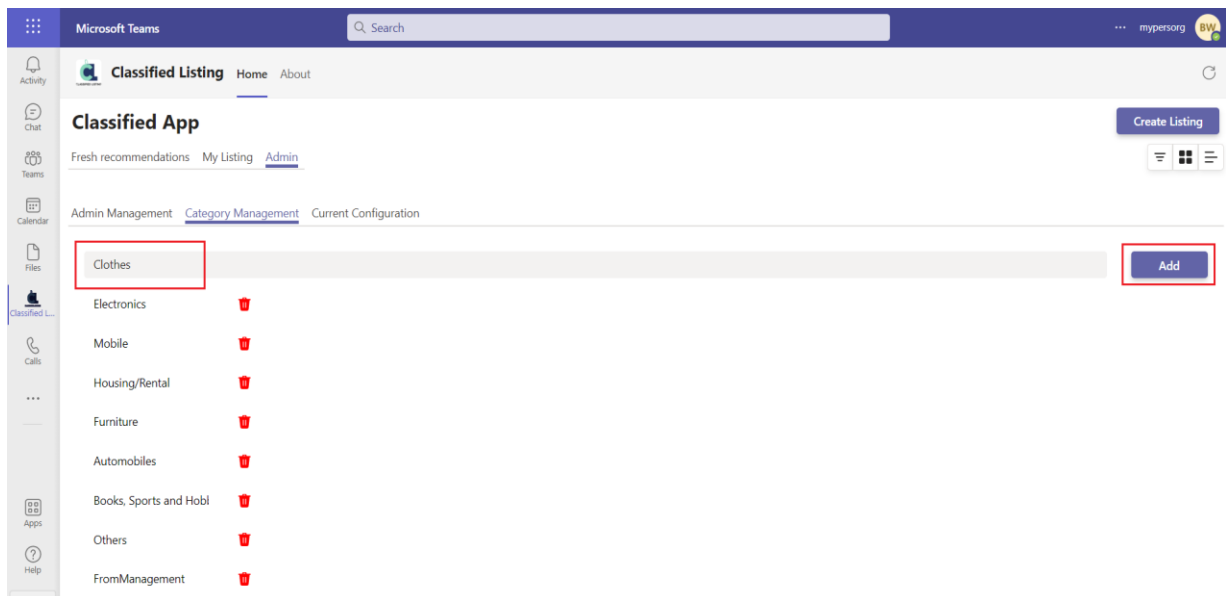 Microsoft Teams
Search
mypersorg
BW
Activity
Chat
Teams
Calendar
Files
Classified L...
Calls
Apps
Help
Classified Listing Home About
Classified App
Create Listing
Fresh recommendations My Listing Admin
Admin Management Category Management Current Configuration
Clothes
Add
Electronics
Mobile
Housing/Rental
Furniture
Automobiles
Books, Sports and Hobl
Others
FromManagement